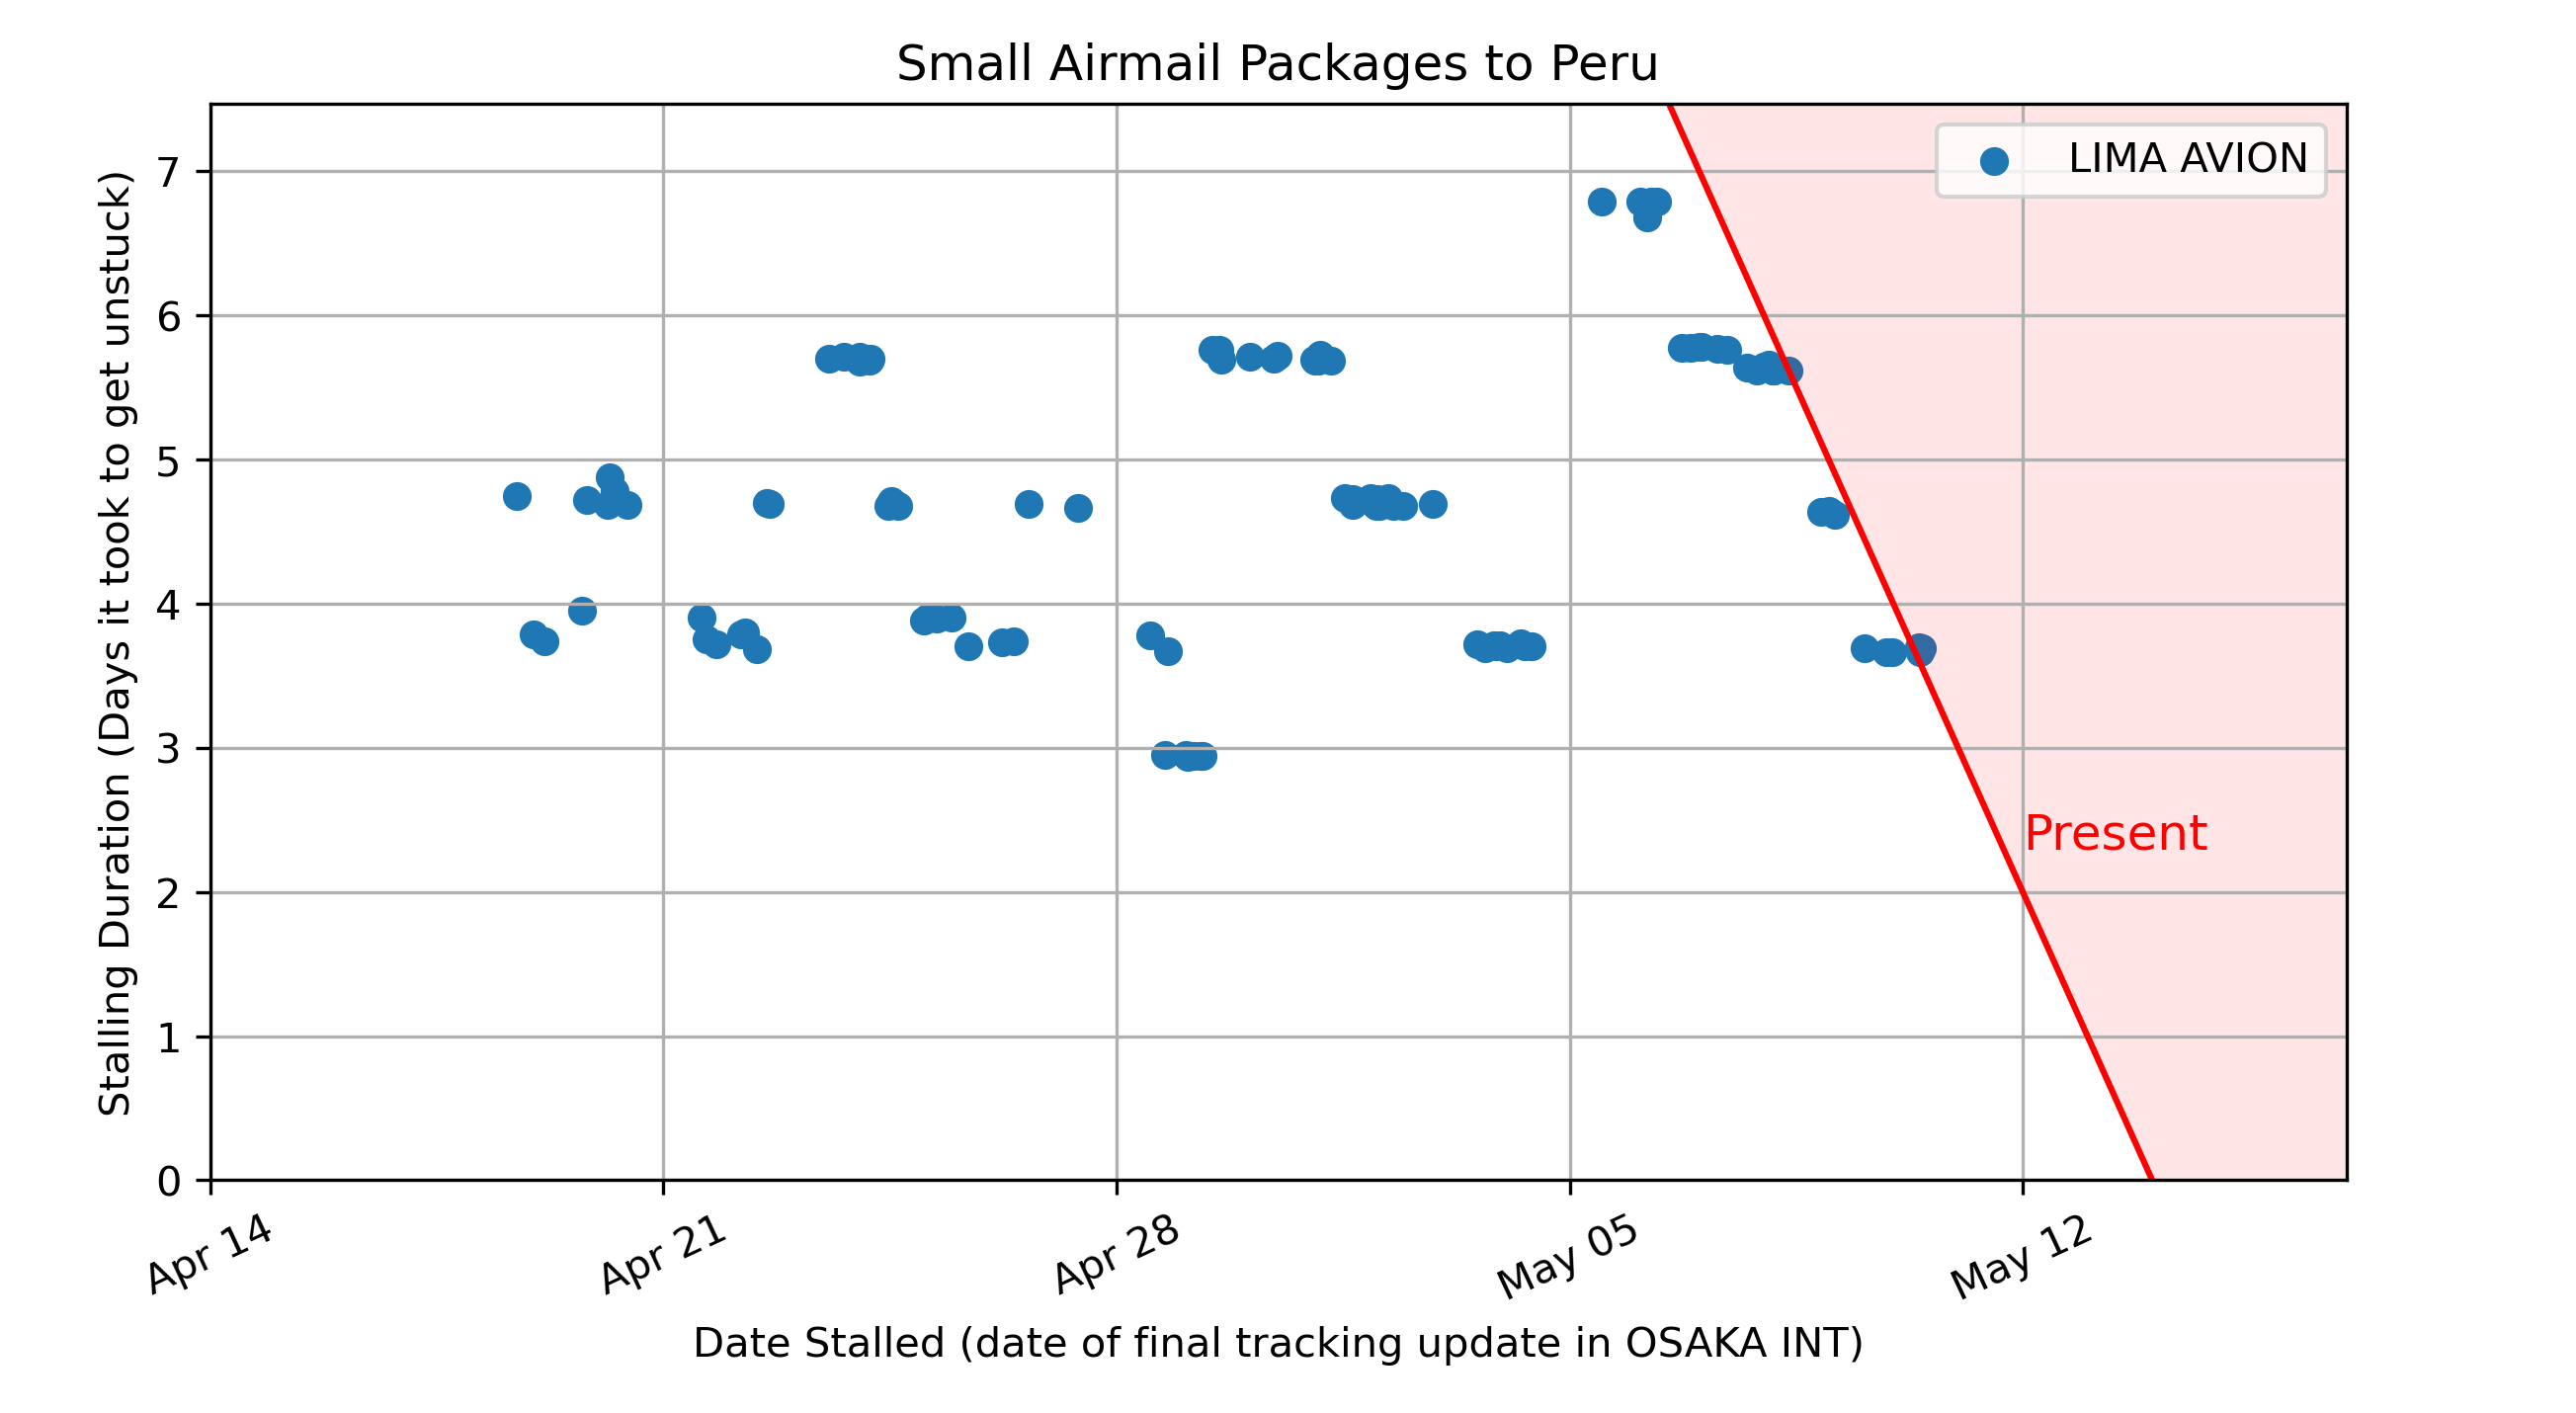 Small Airmail Packages to Peru
LIMA AVION
Stalling Duration (Days it took to get unstuck)
7
6
5
4
3
2
1
0
Present
Apr 14
Apr 21
Apr 28
May 05
May 12
Date Stalled (date of final tracking update in OSAKA INT)